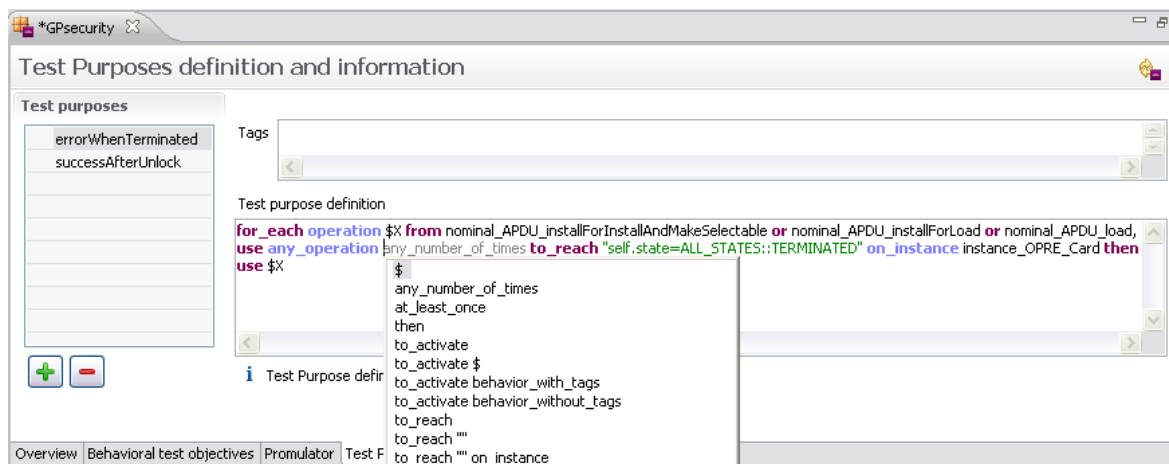 *GPsecurity
Test Purposes definition and information
Test purposes
errorWhenTerminated
successAfterUnlock
Tags
Test purpose definition
for_each operation $X from nominal_APDU_installForInstallAndMakeSelectable or nominal_APDU_installForLoad or nominal_APDU_load,
use any_operation any_number_of_times to_reach "self.state=ALL_STATES::TERMINATED" on_instance instance_OPRE_Card then
use $X
$
any_number_of_times
at_least_once
then
to_activate
to_activate $
to_activate behavior_with_tags
to_activate behavior_without_tags
to_reach
to_reach ""
to_reach "" on_instance
i Test Purpose defin
Overview Behavioral test objectives Promulator Test P